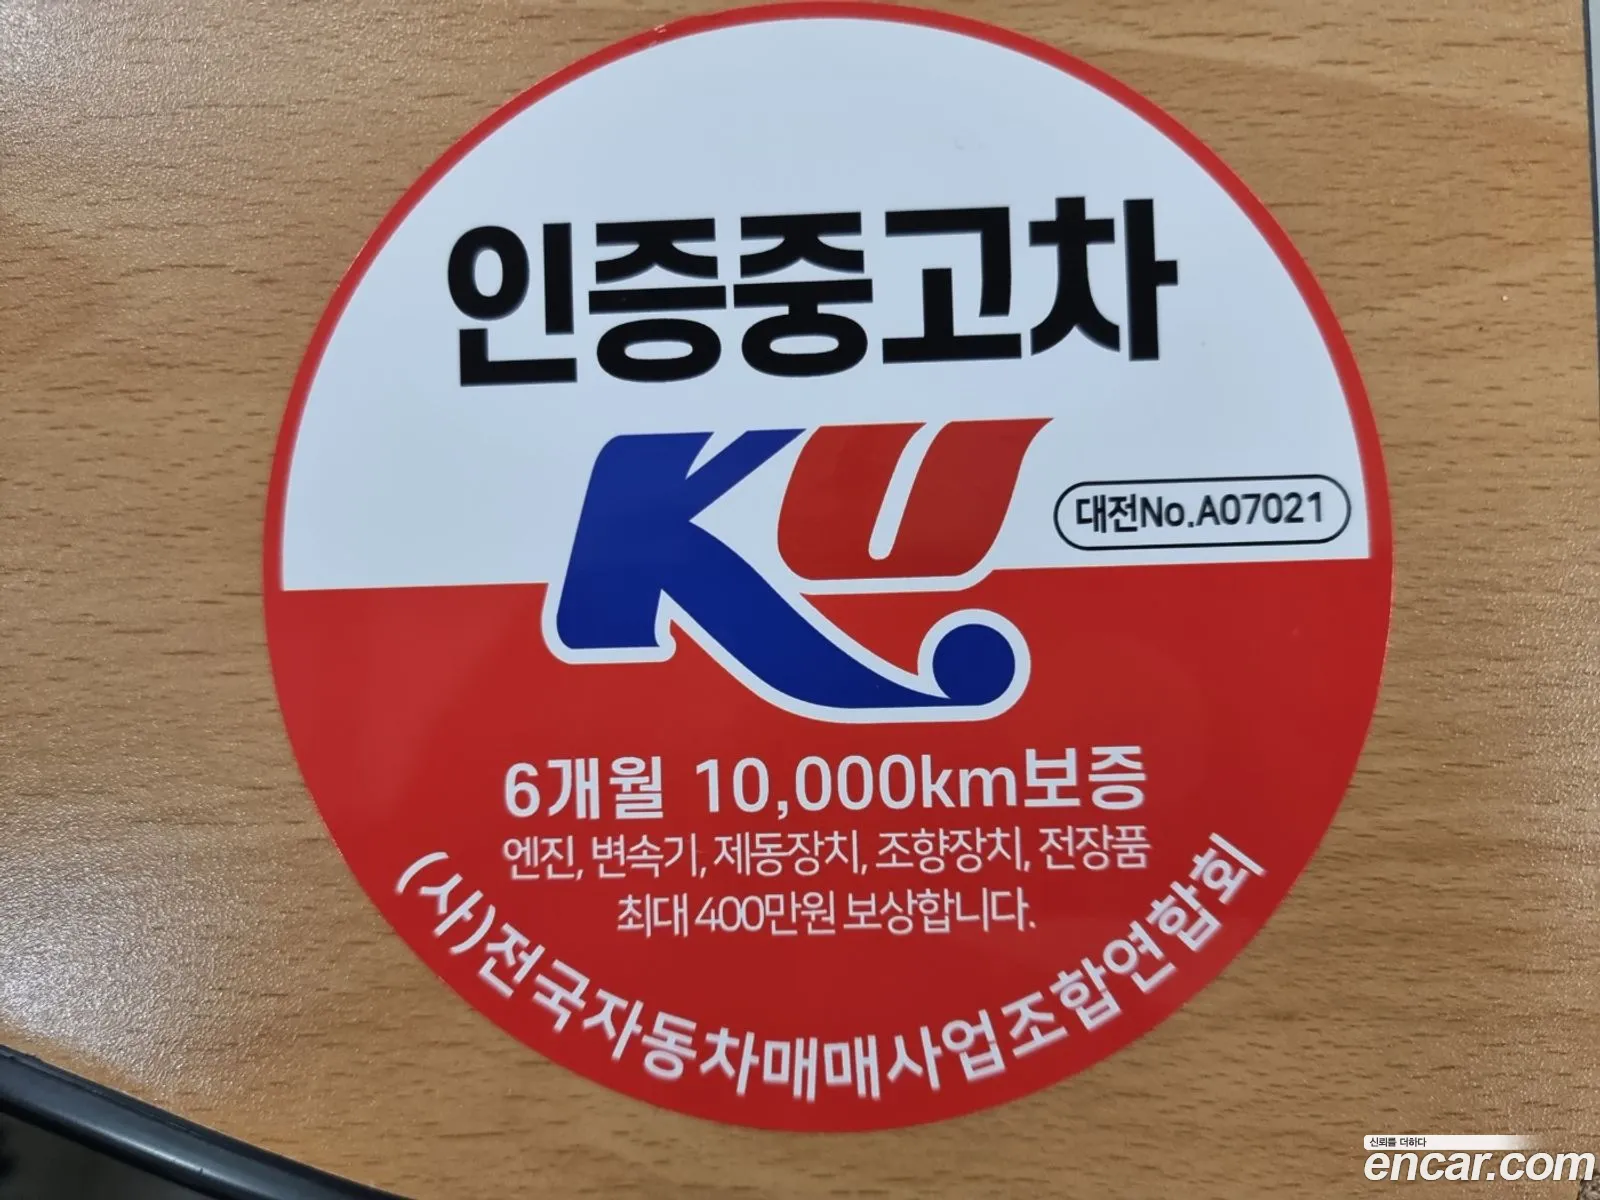 인증중고차
KU
대전No.A07021
6개월 10,000km보증
엔진, 변속기, 제동장치, 조향장치, 전장품
최대 400만원 보상합니다.
(사)전국자동차매매사업조합연합회
신뢰를 더하다
encar.com